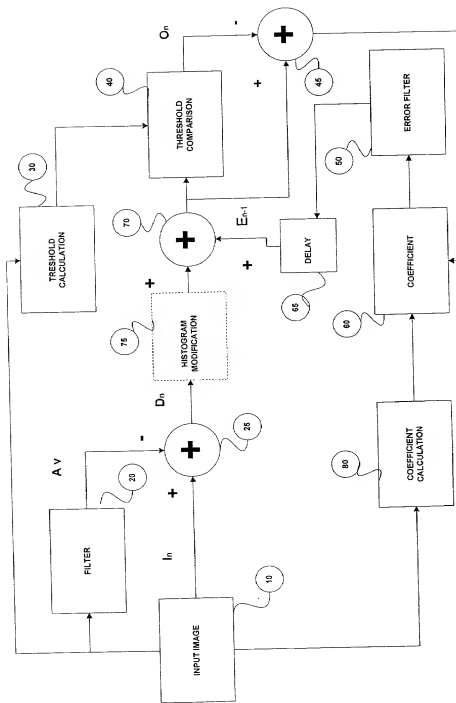 TRESHOLD
CALCULATION
30
40
THRESHOLD
COMPARISON
On
-
+
45
+
A V
FILTER
20
-
INPUT IMAGE
10
In
+
+
25
Dn
HISTOGRAM
MODIFICATION
75
+
+
70
+
En-1
DELAY
65
ERROR FILTER
50
COEFFICIENT
60
COEFFICIENT
CALCULATION
80